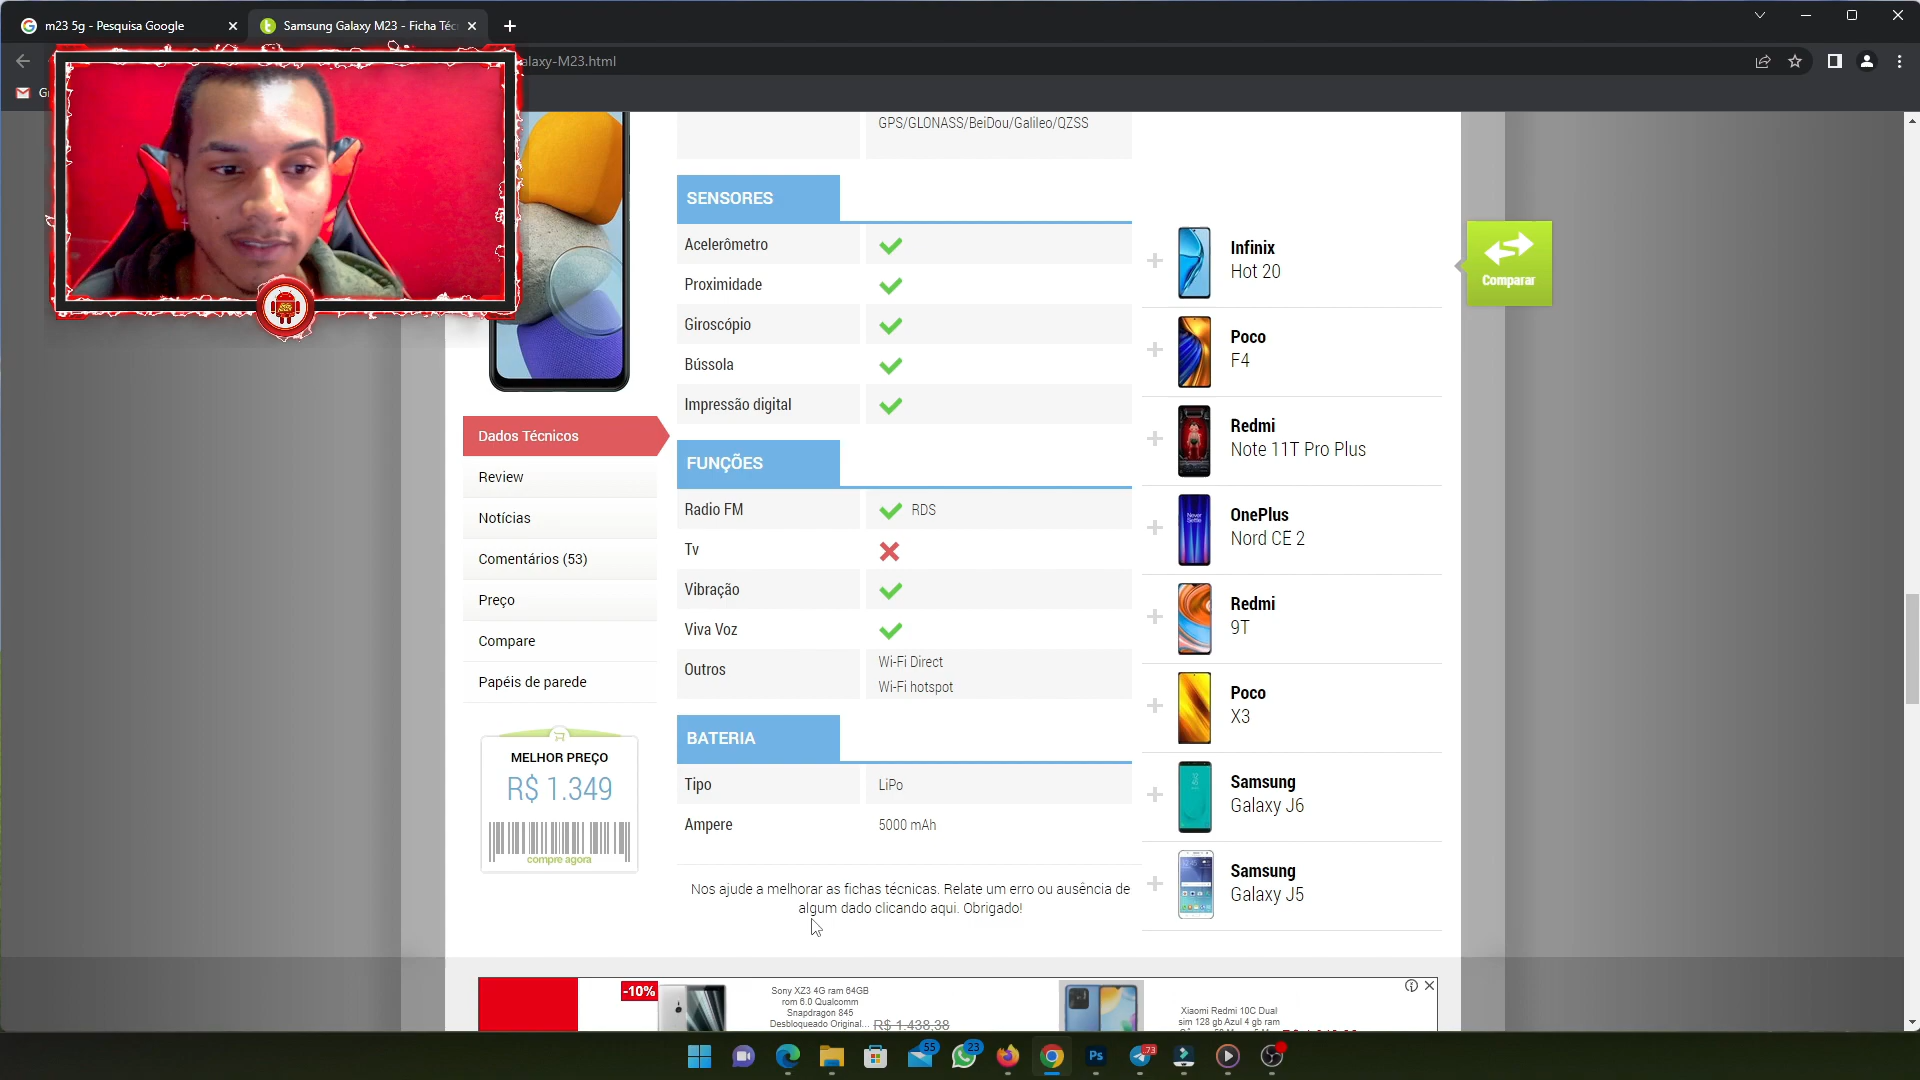 m23 5g - Pesquisa Google
Samsung Galaxy M23 - Ficha Téc
alaxy-M23.html
GPS/GLONASS/BeiDou/Galileo/QZSS
SENSORES
Acelerômetro
Proximidade
Giroscópio
Bússola
Impressão digital
FUNÇÕES
Radio FM
RDS
Tv
Vibração
Viva Voz
Outros
Wi-Fi Direct
Wi-Fi hotspot
BATERIA
Tipo
LiPo
Ampere
5000 mAh
Nos ajude a melhorar as fichas técnicas. Relate um erro ou ausência de
algum dado clicando aqui. Obrigado!
Dados Técnicos
Review
Notícias
Comentários (53)
Preço
Compare
Papéis de parede
MELHOR PREÇO
R$ 1.349
compre agora
Infinix
Hot 20
Poco
F4
Redmi
Note 11T Pro Plus
OnePlus
Nord CE 2
Redmi
9T
Poco
X3
Samsung
Galaxy J6
Samsung
Galaxy J5
Comparar
-10%
Sony XZ3 4G ram 64GB
rom 6.0 Qualcomm
Snapdragon 845
Desbloqueado Original...
R$ 1.438,38
Xiaomi Redmi 10C Dual
sim 128 gb Azul 4 gb ram
55
23
Ps
73